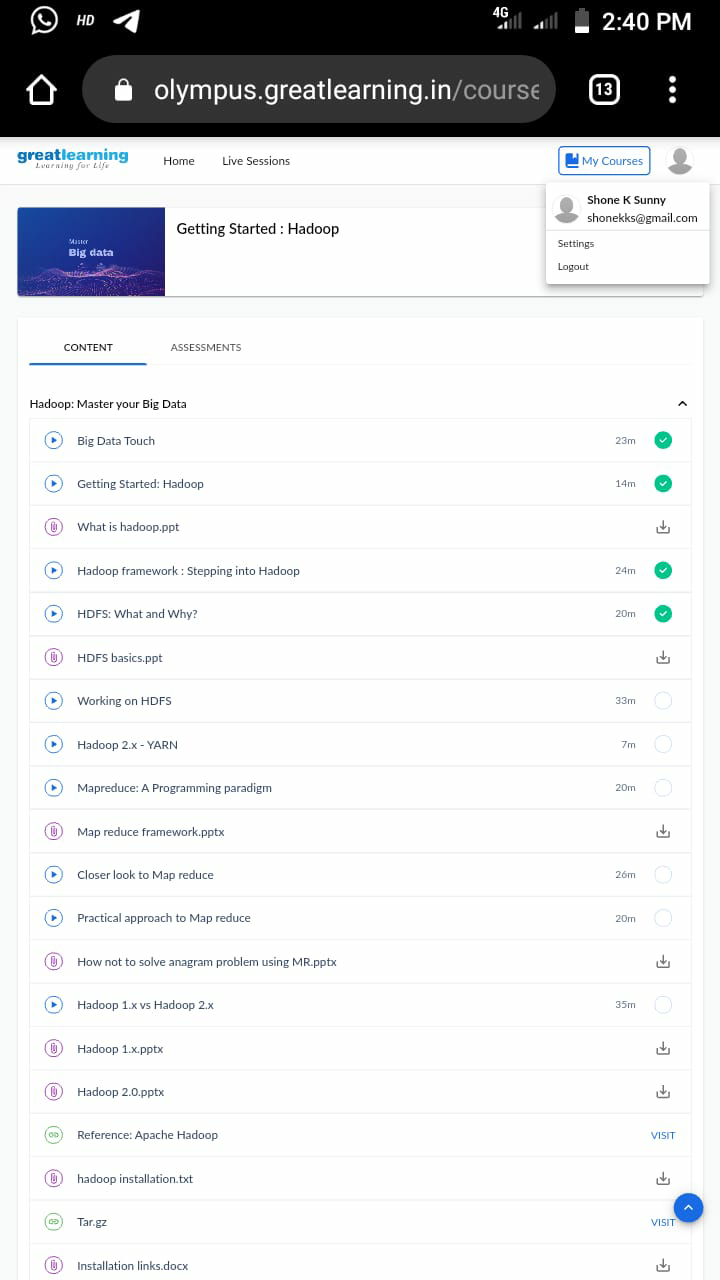 HD
4G
2:40 PM
olympus.greatlearning.in/course
13
greatlearning
Learning for Life
Home
Live Sessions
My Courses
Shone K Sunny
shonekks@gmail.com
Settings
Logout
Master
Big data
Getting Started : Hadoop
CONTENT
ASSESSMENTS
Hadoop: Master your Big Data
Big Data Touch 23m
Getting Started: Hadoop 14m
What is hadoop.ppt
Hadoop framework : Stepping into Hadoop 24m
HDFS: What and Why? 20m
HDFS basics.ppt
Working on HDFS 33m
Hadoop 2.x - YARN 7m
Mapreduce: A Programming paradigm 20m
Map reduce framework.pptx
Closer look to Map reduce 26m
Practical approach to Map reduce 20m
How not to solve anagram problem using MR.pptx
Hadoop 1.x vs Hadoop 2.x 35m
Hadoop 1.x.pptx
Hadoop 2.0.pptx
Reference: Apache Hadoop VISIT
hadoop installation.txt
Tar.gz VISIT
Installation links.docx